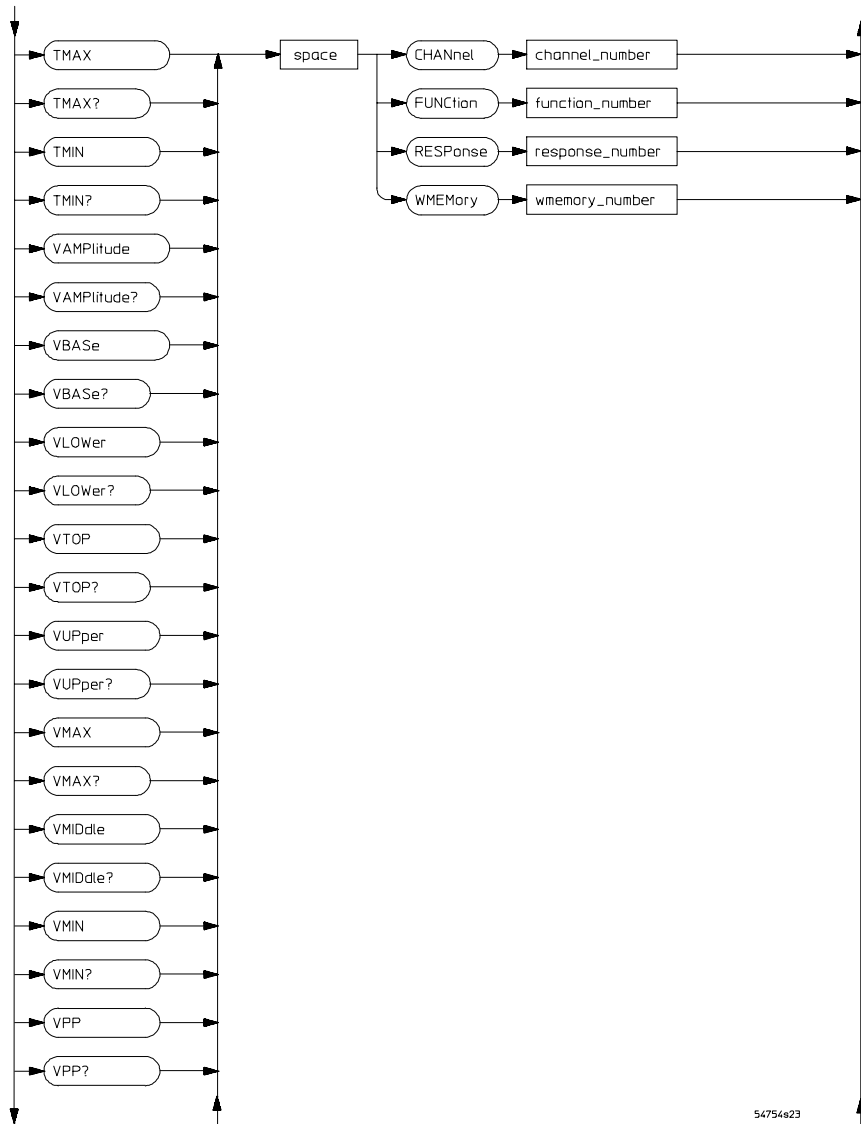 TMAX space CHANnel channel_number
TMAX? FUNCtion function_number
TMIN RESPonse response_number
TMIN? WMEMory wmemory_number
VAMPlitude
VAMPlitude?
VBASe
VBASe?
VLOWer
VLOWer?
VTOP
VTOP?
VUPper
VUPper?
VMAX
VMAX?
VMIDdle
VMIDdle?
VMIN
VMIN?
VPP
VPP?
54754s23